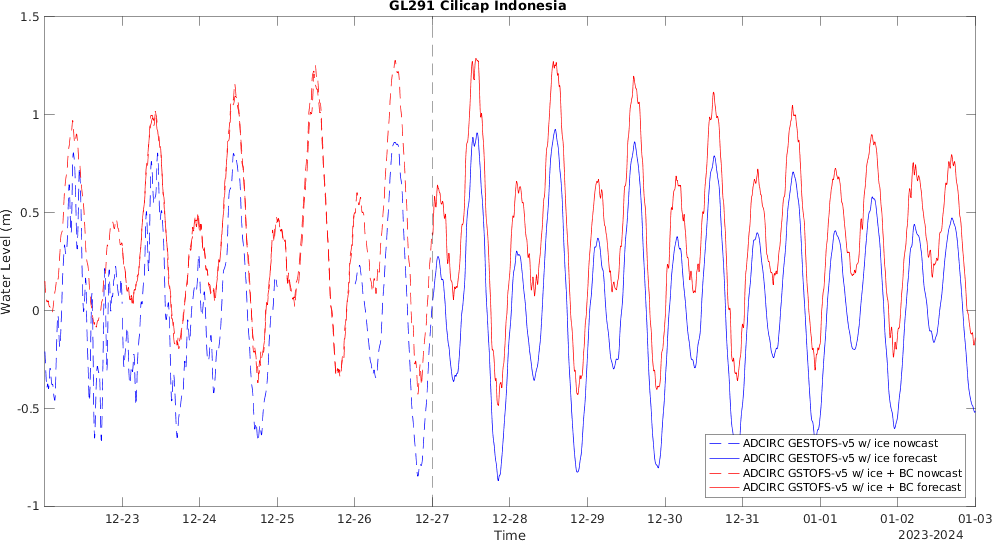 GL291 Cilicap Indonesia
1.5
1
0.5
0
-0.5
-1
Water Level (m)
12-23 12-24 12-25 12-26 12-27 12-28 12-29 12-30 12-31 01-01 01-02 01-03
Time
2023-2024
ADCIRC GESTOFS-v5 w/ ice nowcast
ADCIRC GESTOFS-v5 w/ ice forecast
ADCIRC GSTOFS-v5 w/ ice + BC nowcast
ADCIRC GSTOFS-v5 w/ ice + BC forecast